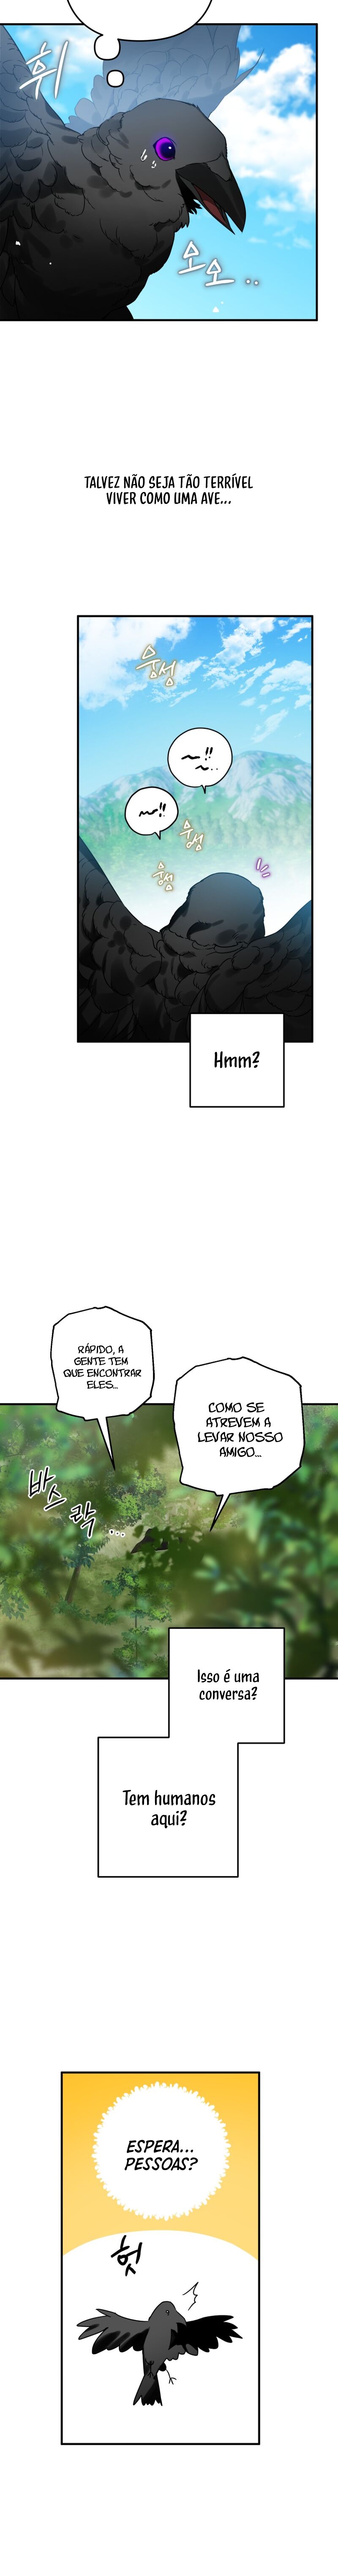 휘
오오..
TALVEZ NÃO SEJA TÃO TERRÍVEL
VIVER COMO UMA AVE...
웅성
~!!
~..
~!!
웅성
웅성
Hmm?
RÁPIDO, A
GENTE TEM
QUE ENCONTRAR
ELES...
COMO SE
ATREVEM A
LEVAR NOSSO
AMIGO...
바스락...
Isso é uma
conversa?
Tem humanos
aqui?
ESPERA...
PESSOAS?
헛